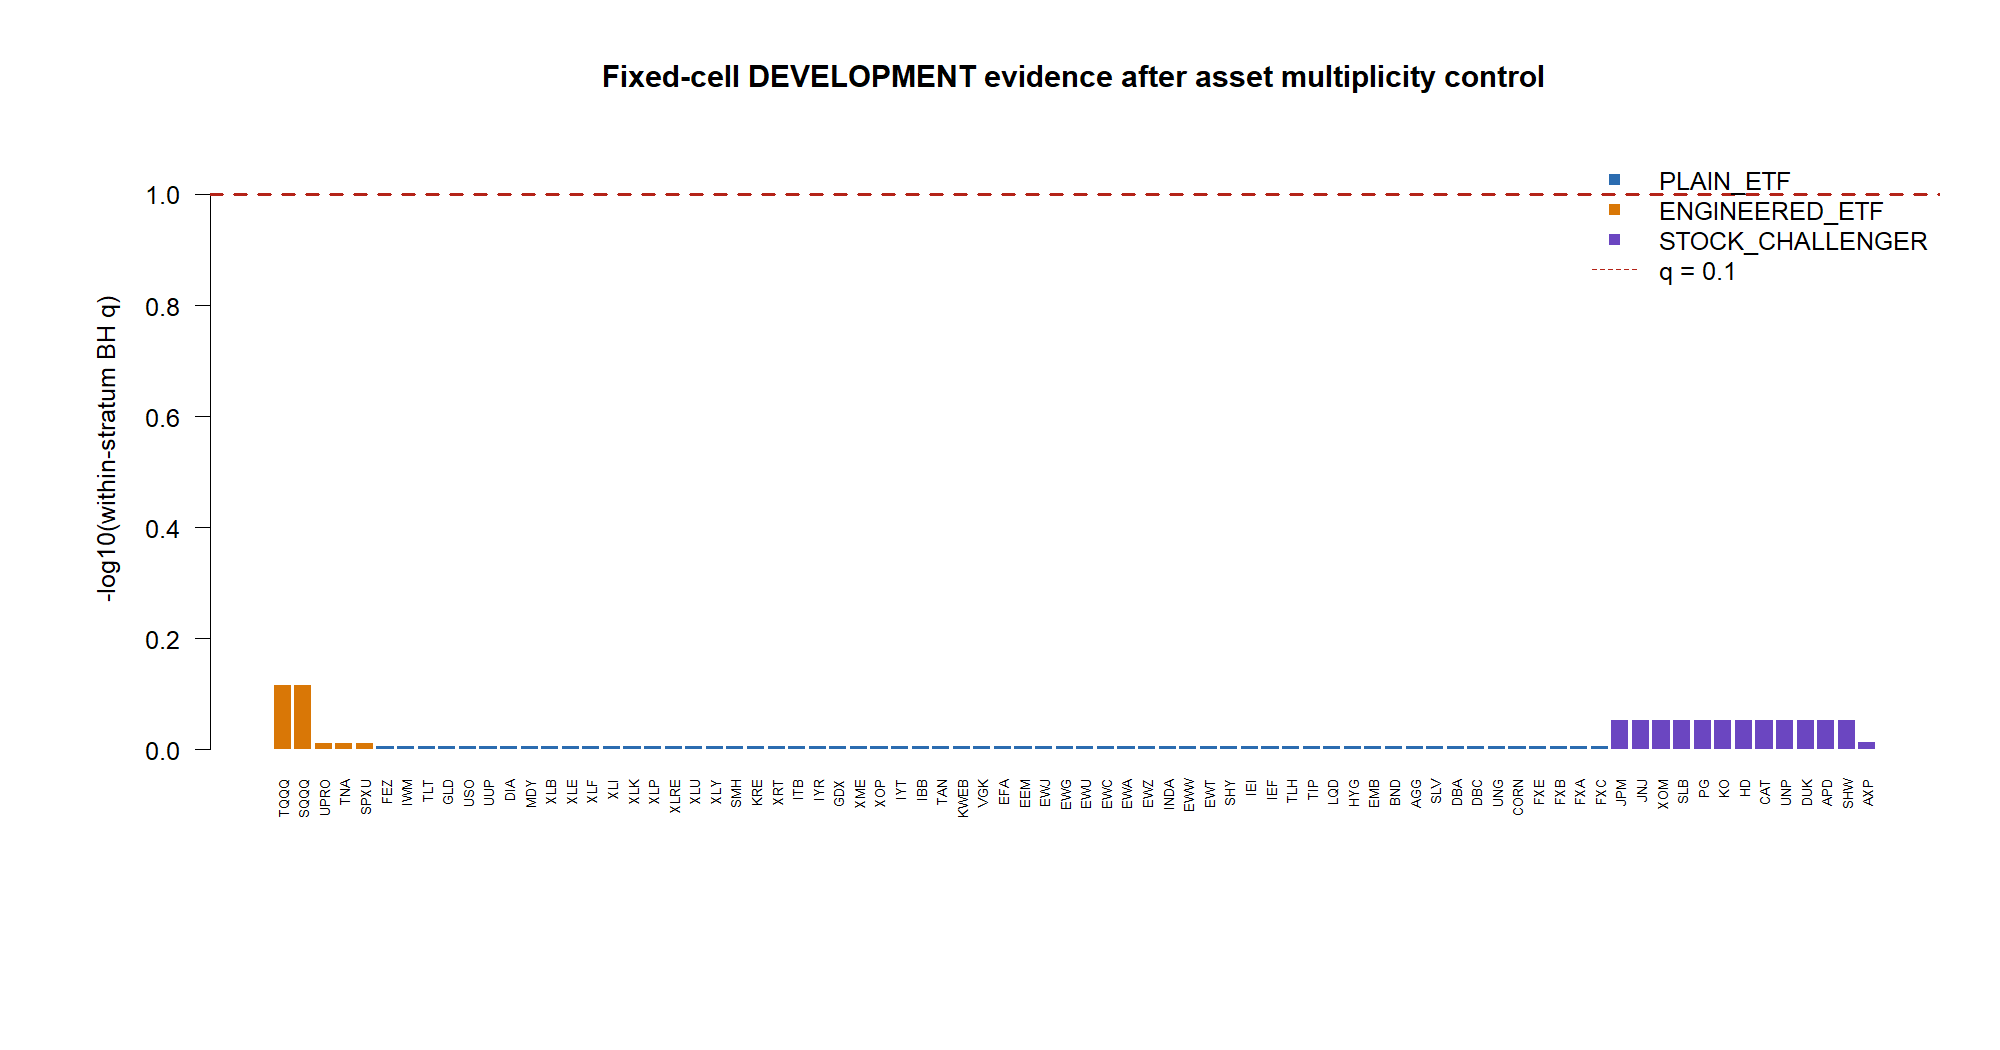 Fixed-cell DEVELOPMENT evidence after asset multiplicity control
PLAIN_ETF
ENGINEERED_ETF
STOCK_CHALLENGER
q = 0.1
-log10(within-stratum BH q)
1.0
0.8
0.6
0.4
0.2
0.0
TQQQ
SQQQ
UPRO
TNA
SPXU
FEZ
IWM
TLT
GLD
USO
UUP
DIA
MDY
XLB
XLE
XLF
XLI
XLK
XLP
XLRE
XLU
XLY
SMH
KRE
XRT
ITB
IYR
GDX
XME
XOP
IYT
IBB
TAN
KWEB
VGK
EFA
EEM
EWJ
EWG
EWU
EWC
EWA
EWZ
INDA
EWW
EWT
SHY
IEI
IEF
TLH
TIP
LQD
HYG
EMB
BND
AGG
SLV
DBA
DBC
UNG
CORN
FXE
FXB
FXA
FXC
JPM
JNJ
XOM
SLB
PG
KO
HD
CAT
UNP
DUK
APD
SHW
AXP